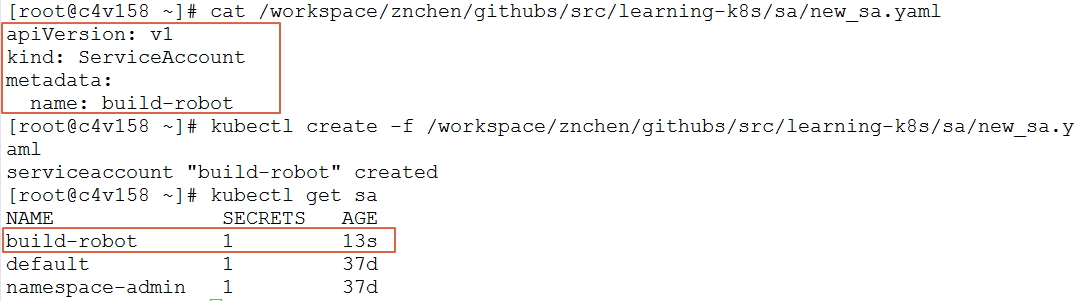 [root@c4v158 ~]# cat /workspace/znchen/githubs/src/learning-k8s/sa/new_sa.yaml
apiVersion: v1
kind: ServiceAccount
metadata:
  name: build-robot
[root@c4v158 ~]# kubectl create -f /workspace/znchen/githubs/src/learning-k8s/sa/new_sa.y
aml
serviceaccount "build-robot" created
[root@c4v158 ~]# kubectl get sa
NAME              SECRETS   AGE
build-robot       1         13s
default           1         37d
namespace-admin   1         37d